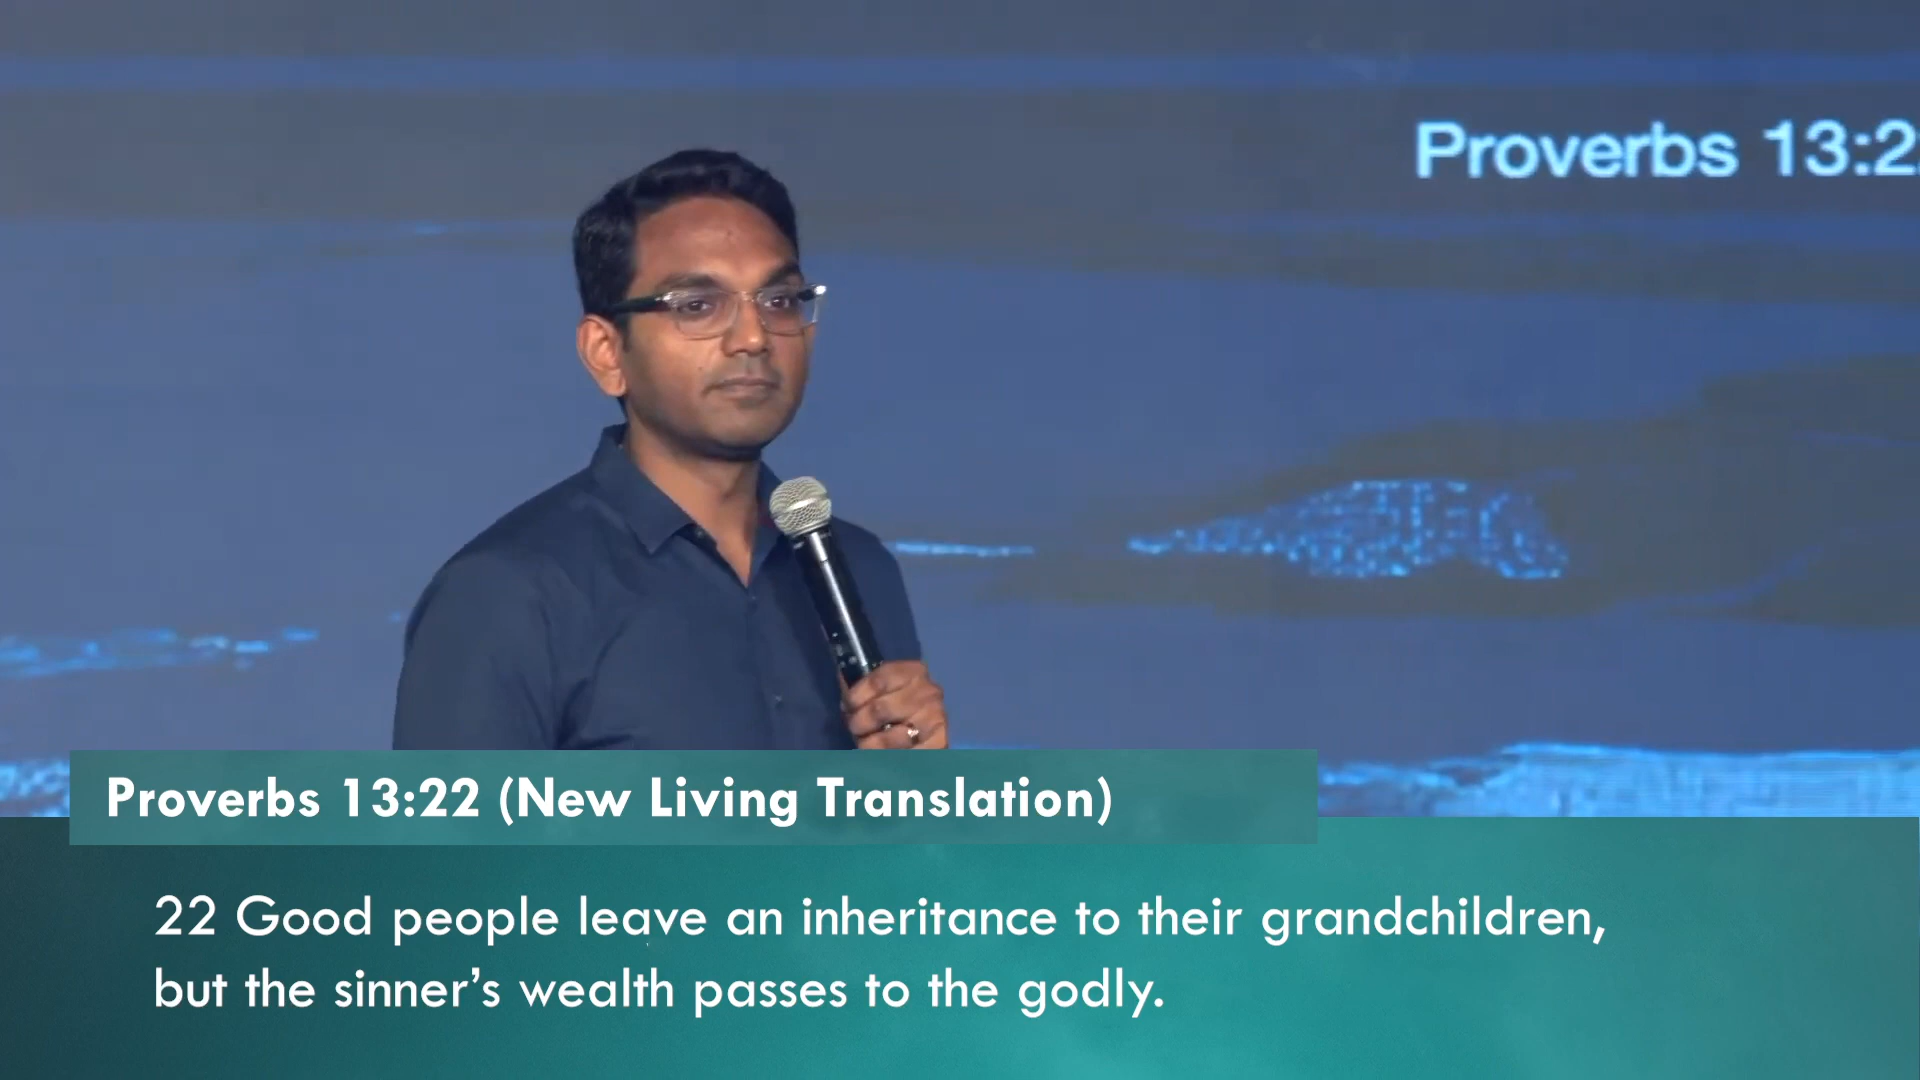 Proverbs 13:2
Proverbs 13:22 (New Living Translation)
22 Good people leave an inheritance to their grandchildren,
but the sinner’s wealth passes to the godly.